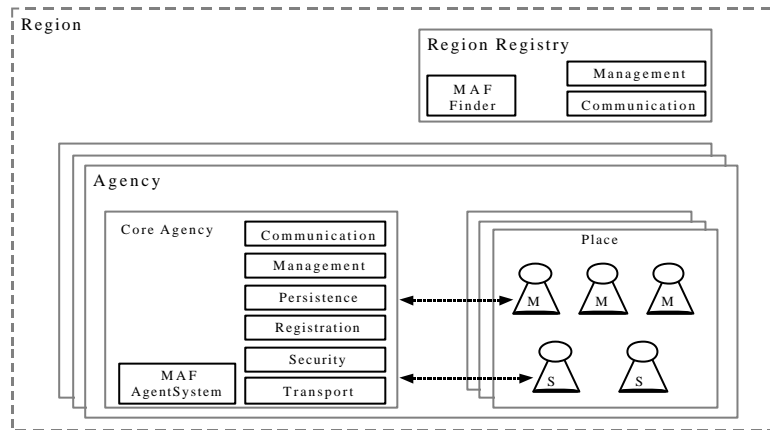 Region
Region Registry
MAF
Finder
Management
Communication
Agency
Core Agency
Communication
Management
Persistence
Registration
Security
Transport
MAF
AgentSystem
Place
M M M
S S